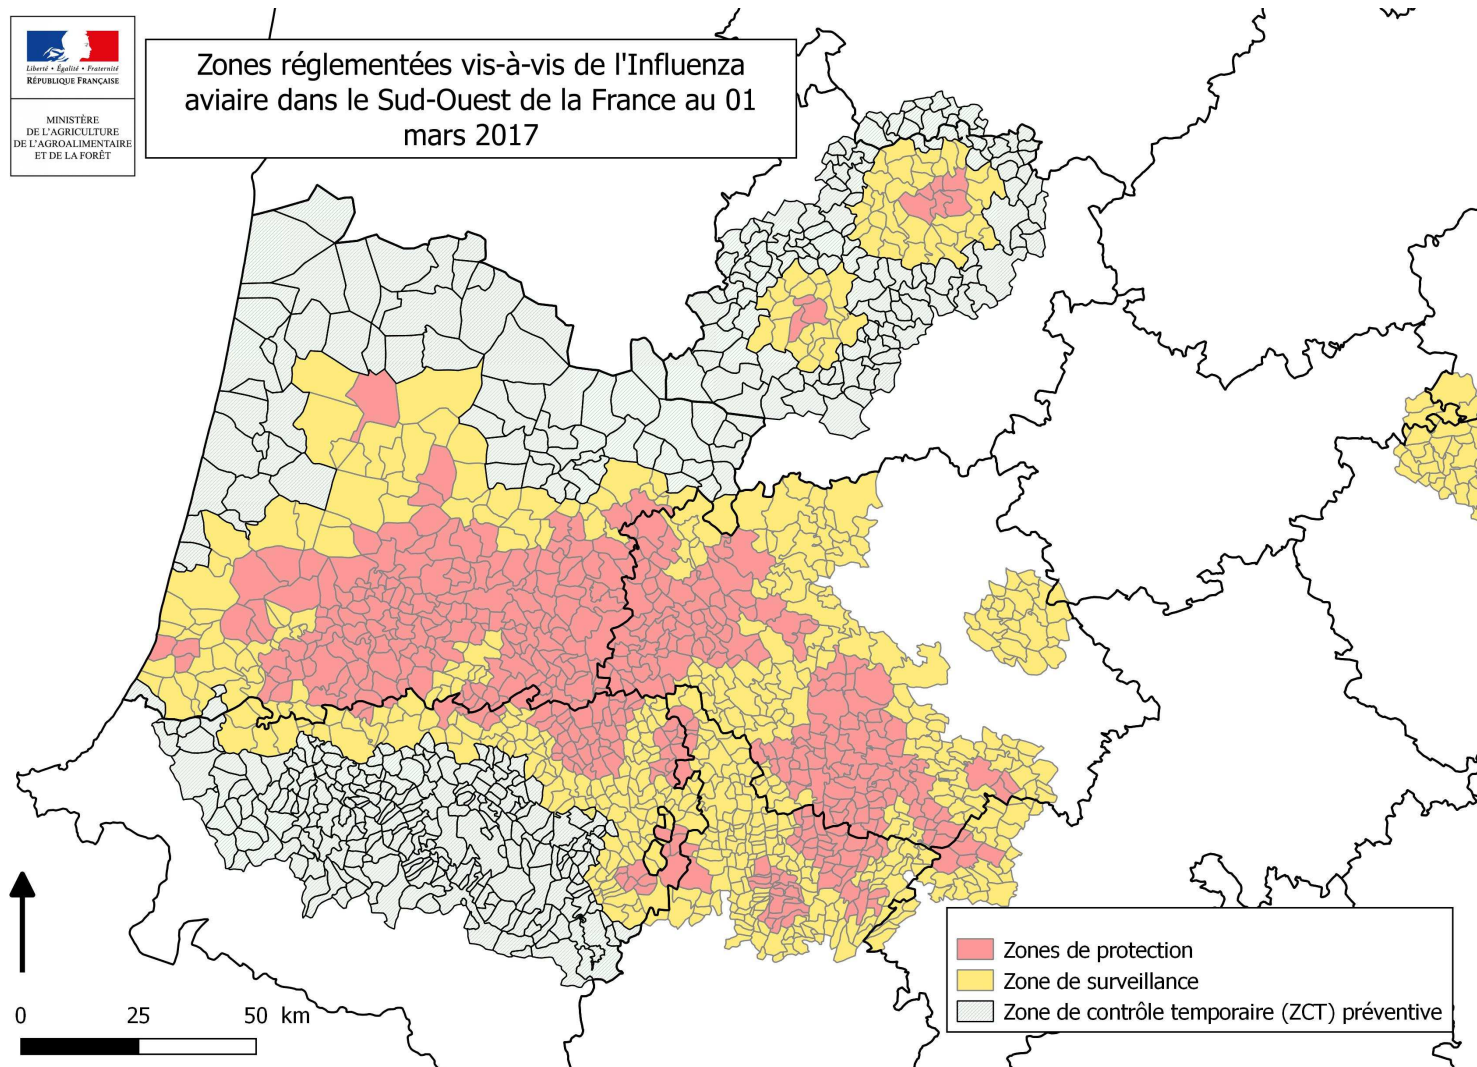 Liberté • Égalité • Fraternité
RÉPUBLIQUE FRANÇAISE
MINISTÈRE
DE L'AGRICULTURE
DE L'AGROALIMENTAIRE
ET DE LA FORÊT
Zones réglementées vis-à-vis de l'Influenza
aviaire dans le Sud-Ouest de la France au 01
mars 2017
Zones de protection
Zone de surveillance
Zone de contrôle temporaire (ZCT) préventive
0 25 50 km